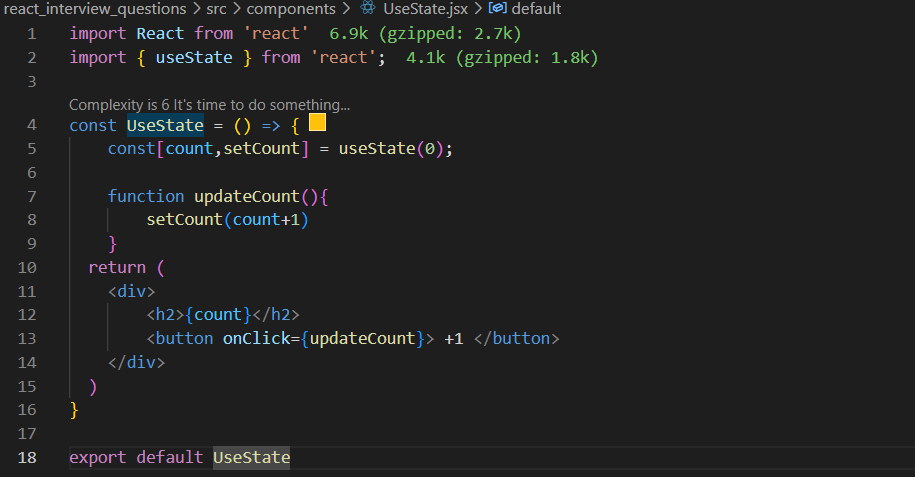 react_interview_questions > src > components > UseState.jsx > default
1 import React from 'react' 6.9k (gzipped: 2.7k)
2 import { useState } from 'react'; 4.1k (gzipped: 1.8k)
3
Complexity is 6 It's time to do something...
4 const UseState = () => {
5 const[count,setCount] = useState(0);
6
7 function updateCount(){
8 setCount(count+1)
9 }
10 return (
11 <div>
12 <h2>{count}</h2>
13 <button onClick={updateCount}> +1 </button>
14 </div>
15 )
16 }
17
18 export default UseState